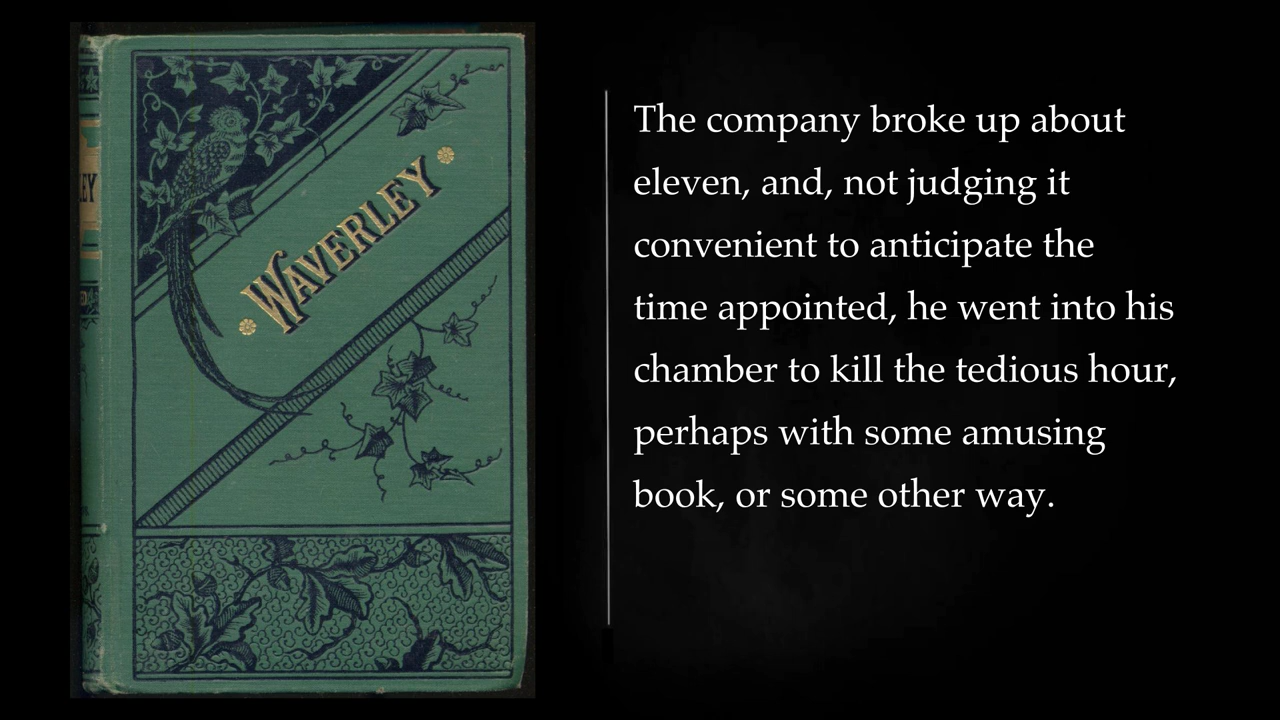 WAVERLEY
LEY
The company broke up about
eleven, and, not judging it
convenient to anticipate the
time appointed, he went into his
chamber to kill the tedious hour,
perhaps with some amusing
book, or some other way.